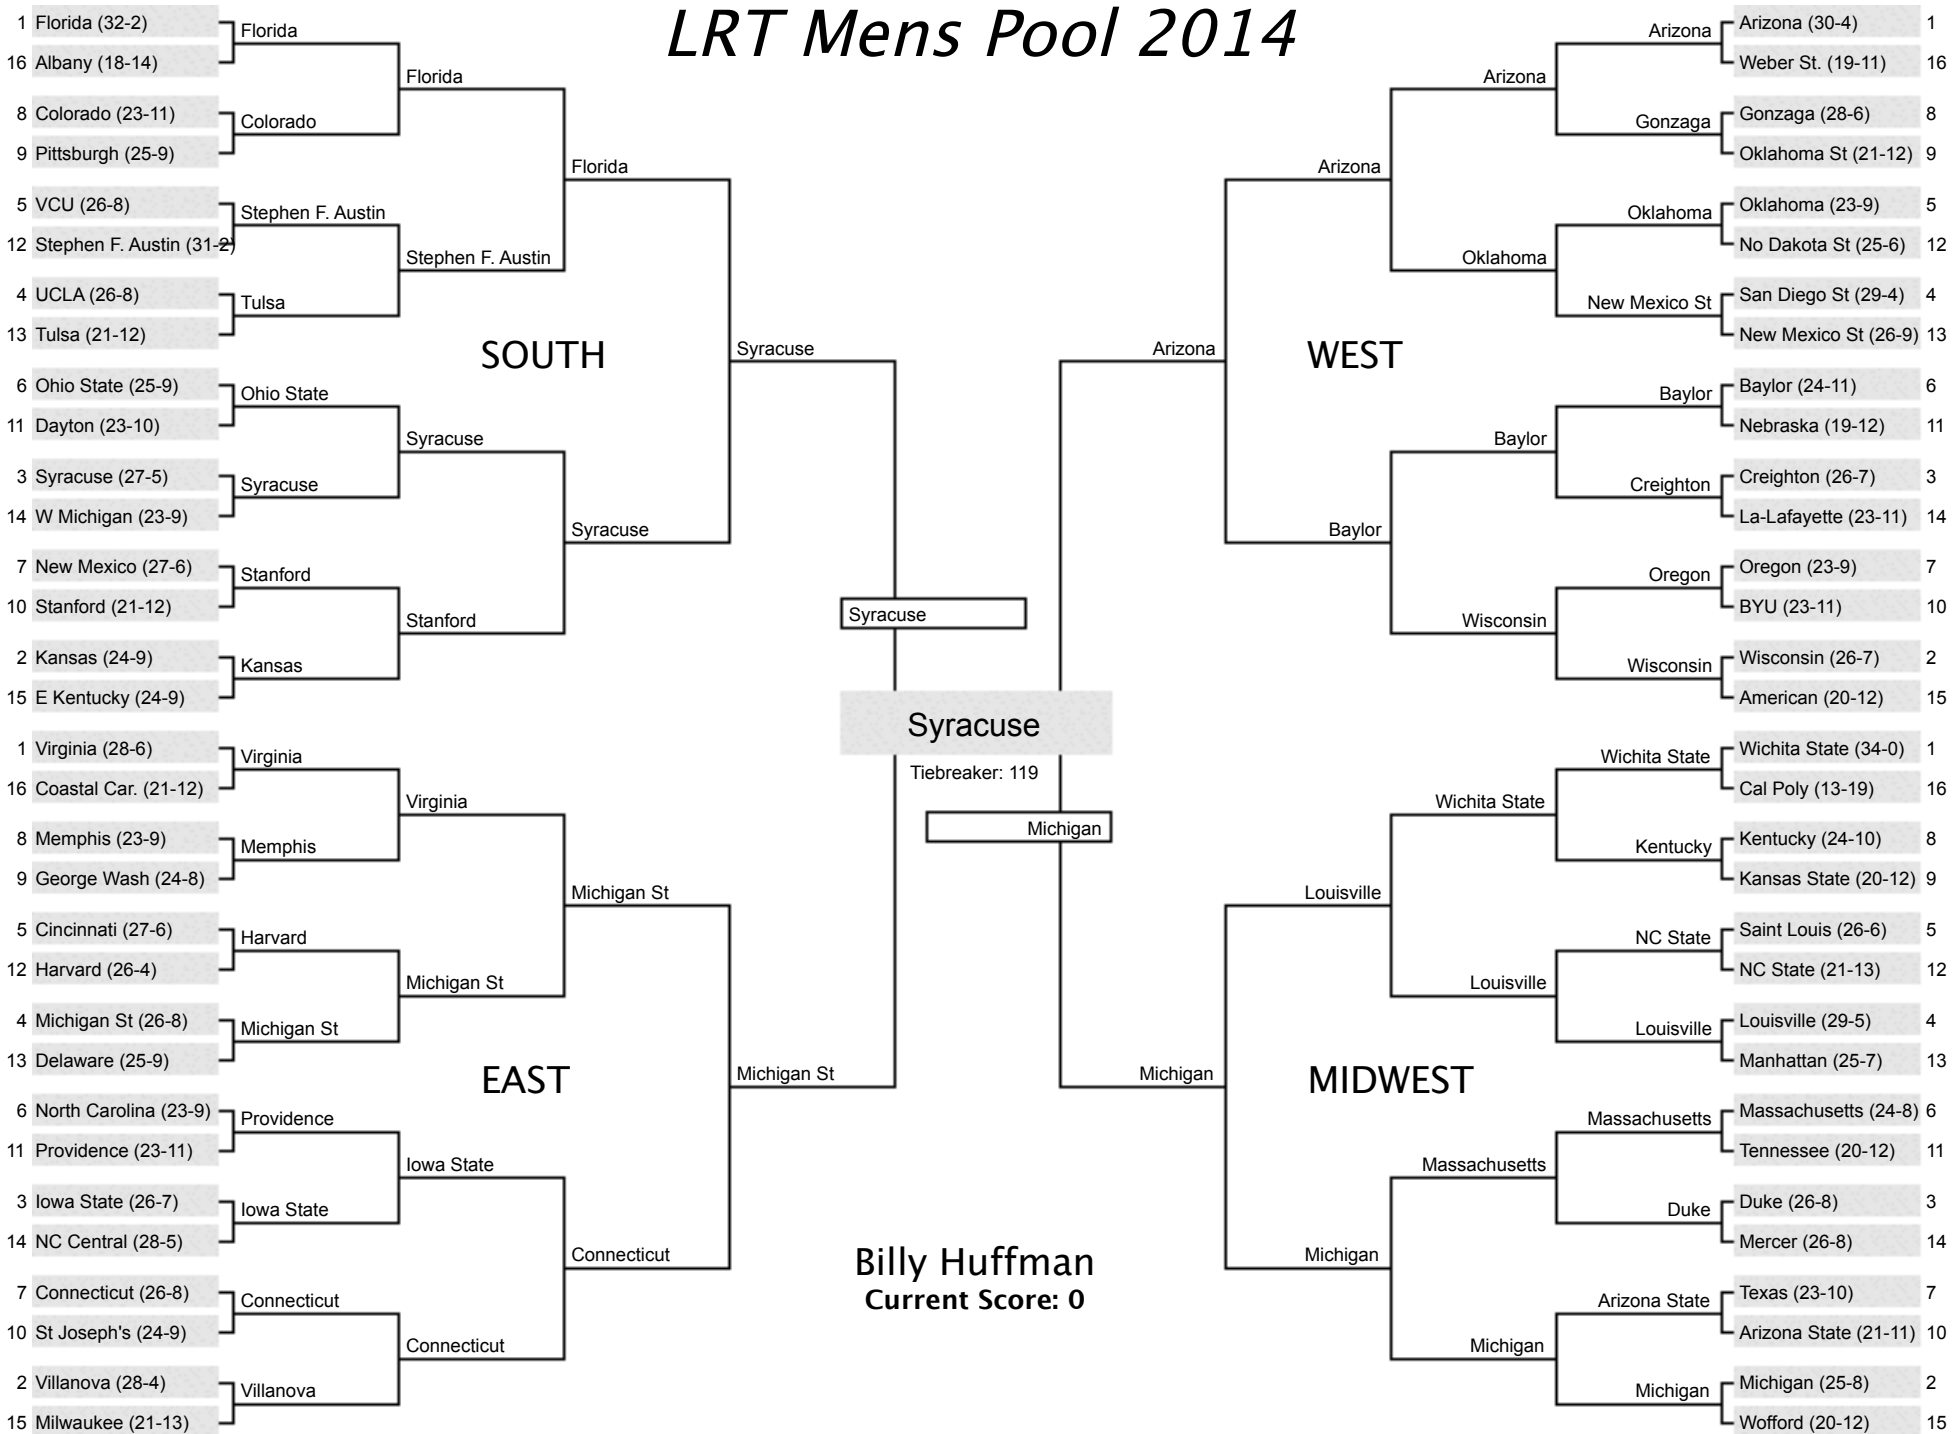 LRT Mens Pool 2014
1 Florida (32-2)
16 Albany (18-14)
8 Colorado (23-11)
9 Pittsburgh (25-9)
5 VCU (26-8)
12 Stephen F. Austin (31-2)
4 UCLA (26-8)
13 Tulsa (21-12)
6 Ohio State (25-9)
11 Dayton (23-10)
3 Syracuse (27-5)
14 W Michigan (23-9)
7 New Mexico (27-6)
10 Stanford (21-12)
2 Kansas (24-9)
15 E Kentucky (24-9)
Florida
Colorado
Stephen F. Austin
Tulsa
Ohio State
Syracuse
Stanford
Kansas
Florida
Stephen F. Austin
Syracuse
Stanford
Florida
Syracuse
SOUTH
Syracuse
1 Virginia (28-6)
16 Coastal Car. (21-12)
8 Memphis (23-9)
9 George Wash (24-8)
5 Cincinnati (27-6)
12 Harvard (26-4)
4 Michigan St (26-8)
13 Delaware (25-9)
6 North Carolina (23-9)
11 Providence (23-11)
3 Iowa State (26-7)
14 NC Central (28-5)
7 Connecticut (26-8)
10 St Joseph's (24-9)
2 Villanova (28-4)
15 Milwaukee (21-13)
Virginia
Memphis
Harvard
Michigan St
Providence
Iowa State
Connecticut
Villanova
Virginia
Michigan St
Iowa State
Connecticut
Michigan St
Connecticut
EAST
Michigan St
Syracuse
Syracuse
Tiebreaker: 119
Michigan
Billy Huffman
Current Score: 0
Arizona
WEST
Arizona
Baylor
Arizona
Oklahoma
Baylor
Wisconsin
Arizona
Gonzaga
Oklahoma
New Mexico St
Baylor
Creighton
Oregon
Wisconsin
Arizona (30-4) 1
Weber St. (19-11) 16
Gonzaga (28-6) 8
Oklahoma St (21-12) 9
Oklahoma (23-9) 5
No Dakota St (25-6) 12
San Diego St (29-4) 4
New Mexico St (26-9) 13
Baylor (24-11) 6
Nebraska (19-12) 11
Creighton (26-7) 3
La-Lafayette (23-11) 14
Oregon (23-9) 7
BYU (23-11) 10
Wisconsin (26-7) 2
American (20-12) 15
Michigan
MIDWEST
Louisville
Michigan
Wichita State
Louisville
Massachusetts
Michigan
Wichita State
Kentucky
NC State
Louisville
Massachusetts
Duke
Arizona State
Michigan
Wichita State (34-0) 1
Cal Poly (13-19) 16
Kentucky (24-10) 8
Kansas State (20-12) 9
Saint Louis (26-6) 5
NC State (21-13) 12
Louisville (29-5) 4
Manhattan (25-7) 13
Massachusetts (24-8) 6
Tennessee (20-12) 11
Duke (26-8) 3
Mercer (26-8) 14
Texas (23-10) 7
Arizona State (21-11) 10
Michigan (25-8) 2
Wofford (20-12) 15